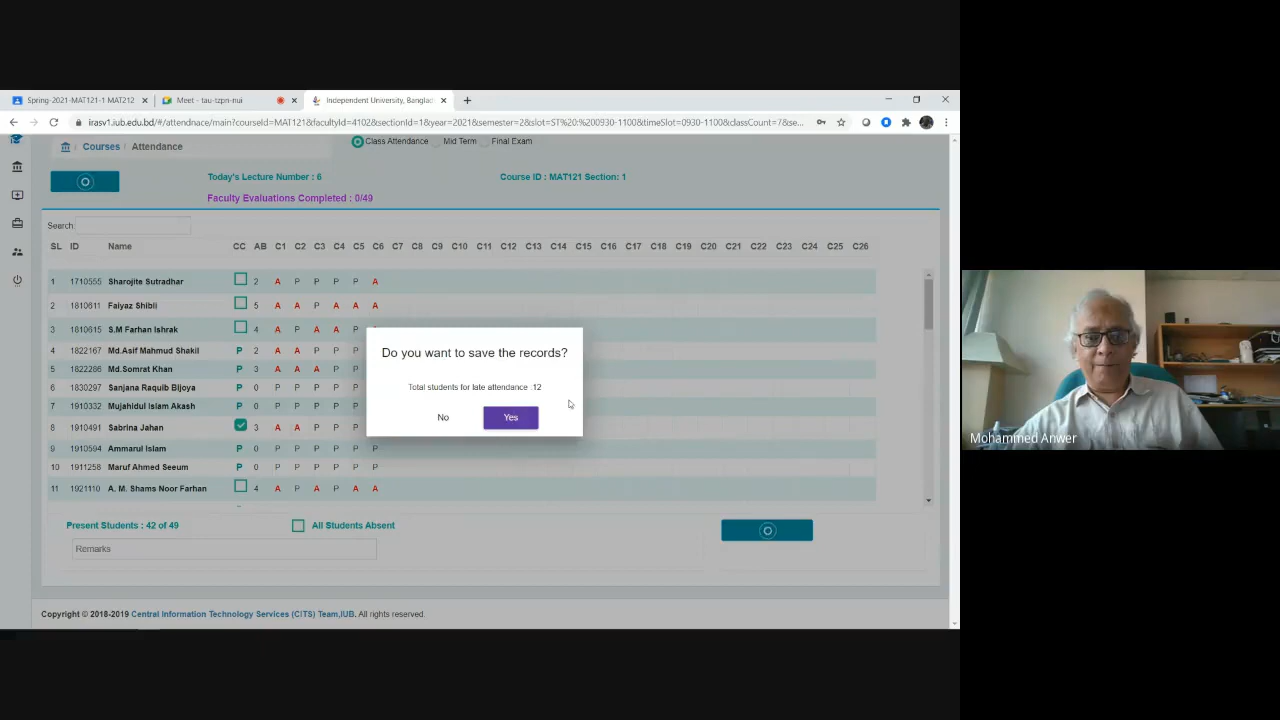 Spring-2021-MAT121-1 MAT212
Meet - tau-tzpn-nui
Independent University, Banglad
irasv1.iub.edu.bd/#/attendnace/main?courseId=MAT121&facultyId=4102&sectionId=1&year=2021&semester=2&slot=ST%20:%200930-1100&timeSlot=0930-1100&classCount=7&se...
Courses / Attendance
Class Attendance Mid Term Final Exam
Today's Lecture Number : 6
Course ID : MAT121 Section: 1
Faculty Evaluations Completed : 0/49
Search:
SL ID Name CC AB C1 C2 C3 C4 C5 C6 C7 C8 C9 C10 C11 C12 C13 C14 C15 C16 C17 C18 C19 C20 C21 C22 C23 C24 C25 C26
1 1710555 Sharojite Sutradhar 2 A P P P P A
2 1810611 Faiyaz Shibli 5 A A P A A A
3 1810615 S.M Farhan Ishrak 4 A P A A P
4 1822167 Md.Asif Mahmud Shakil P 2 A A P P P
5 1822286 Md.Somrat Khan P 3 A A A P P
6 1830297 Sanjana Raquib Bijoya P 0 P P P P P
7 1910332 Mujahidul Islam Akash P 0 P P P P P
8 1910491 Sabrina Jahan 3 A A P P P
9 1910594 Ammarul Islam P 0 P P P P P P
10 1911258 Maruf Ahmed Seeum P 0 P P P P P P
11 1921110 A. M. Shams Noor Farhan 4 A P A P A A
Do you want to save the records?
Total students for late attendance :12
No Yes
Present Students : 42 of 49
All Students Absent
Remarks
Copyright © 2018-2019 Central Information Technology Services (CITS) Team,IUB. All rights reserved.
Mohammed Anwer